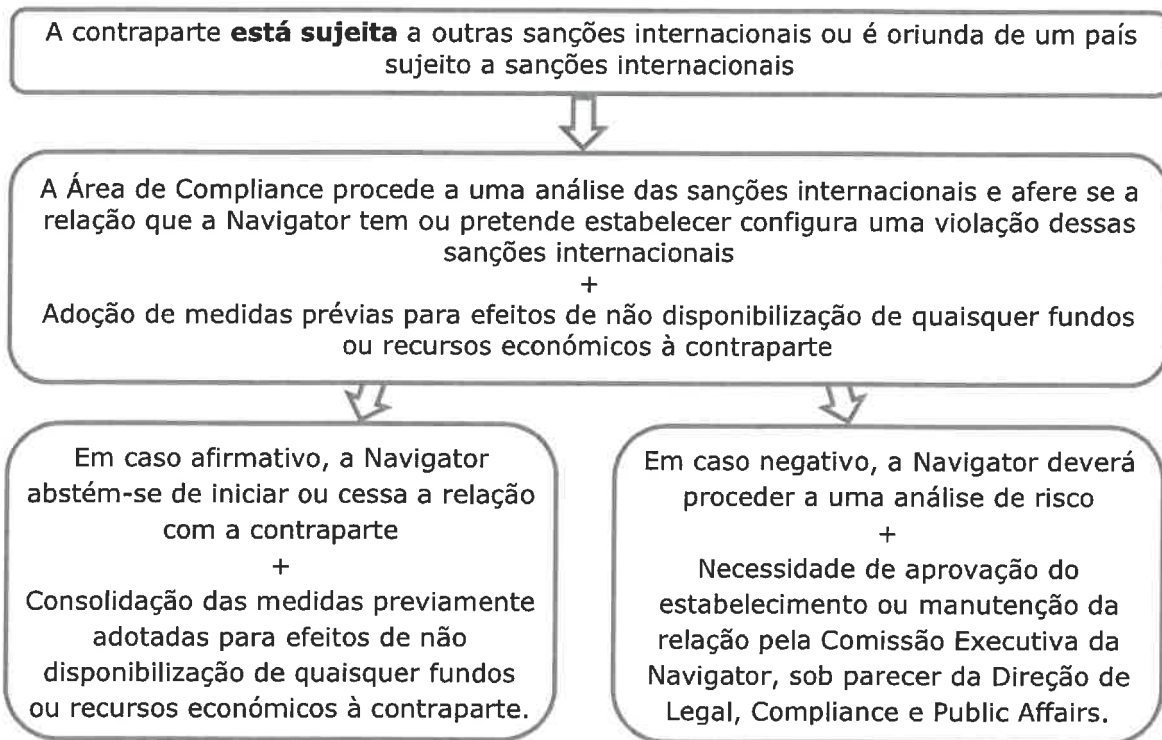 A contraparte está sujeita a outras sanções internacionais ou é oriunda de um país
sujeito a sanções internacionais
A Área de Compliance procede a uma análise das sanções internacionais e afere se a
relação que a Navigator tem ou pretende estabelecer configura uma violação dessas
sanções internacionais
+
Adoção de medidas prévias para efeitos de não disponibilização de quaisquer fundos
ou recursos económicos à contraparte
Em caso afirmativo, a Navigator
abstém-se de iniciar ou cessa a relação
com a contraparte
+
Consolidação das medidas previamente
adotadas para efeitos de não
disponibilização de quaisquer fundos
ou recursos económicos à contraparte.
Em caso negativo, a Navigator deverá
proceder a uma análise de risco
+
Necessidade de aprovação do
estabelecimento ou manutenção da
relação pela Comissão Executiva da
Navigator, sob parecer da Direção de
Legal, Compliance e Public Affairs.